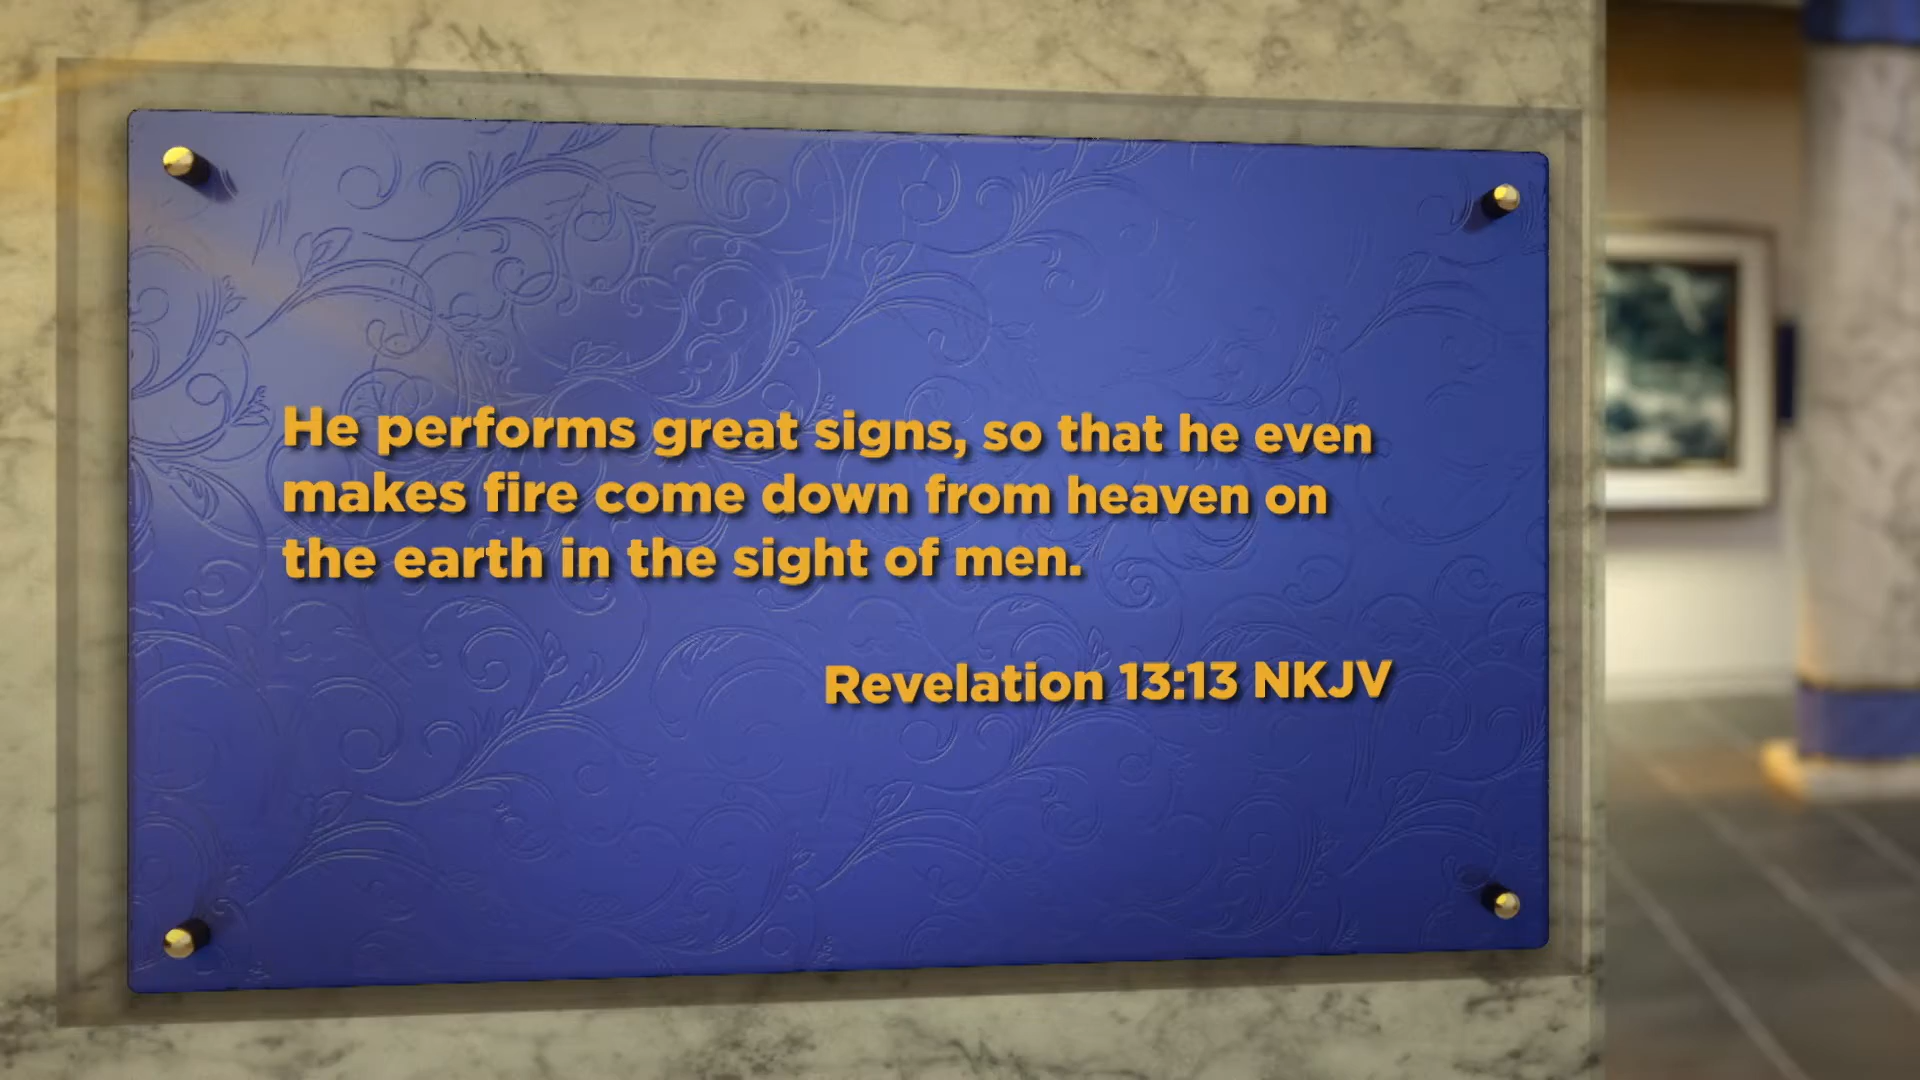 He performs great signs, so that he even
makes fire come down from heaven on
the earth in the sight of men.
Revelation 13:13 NKJV